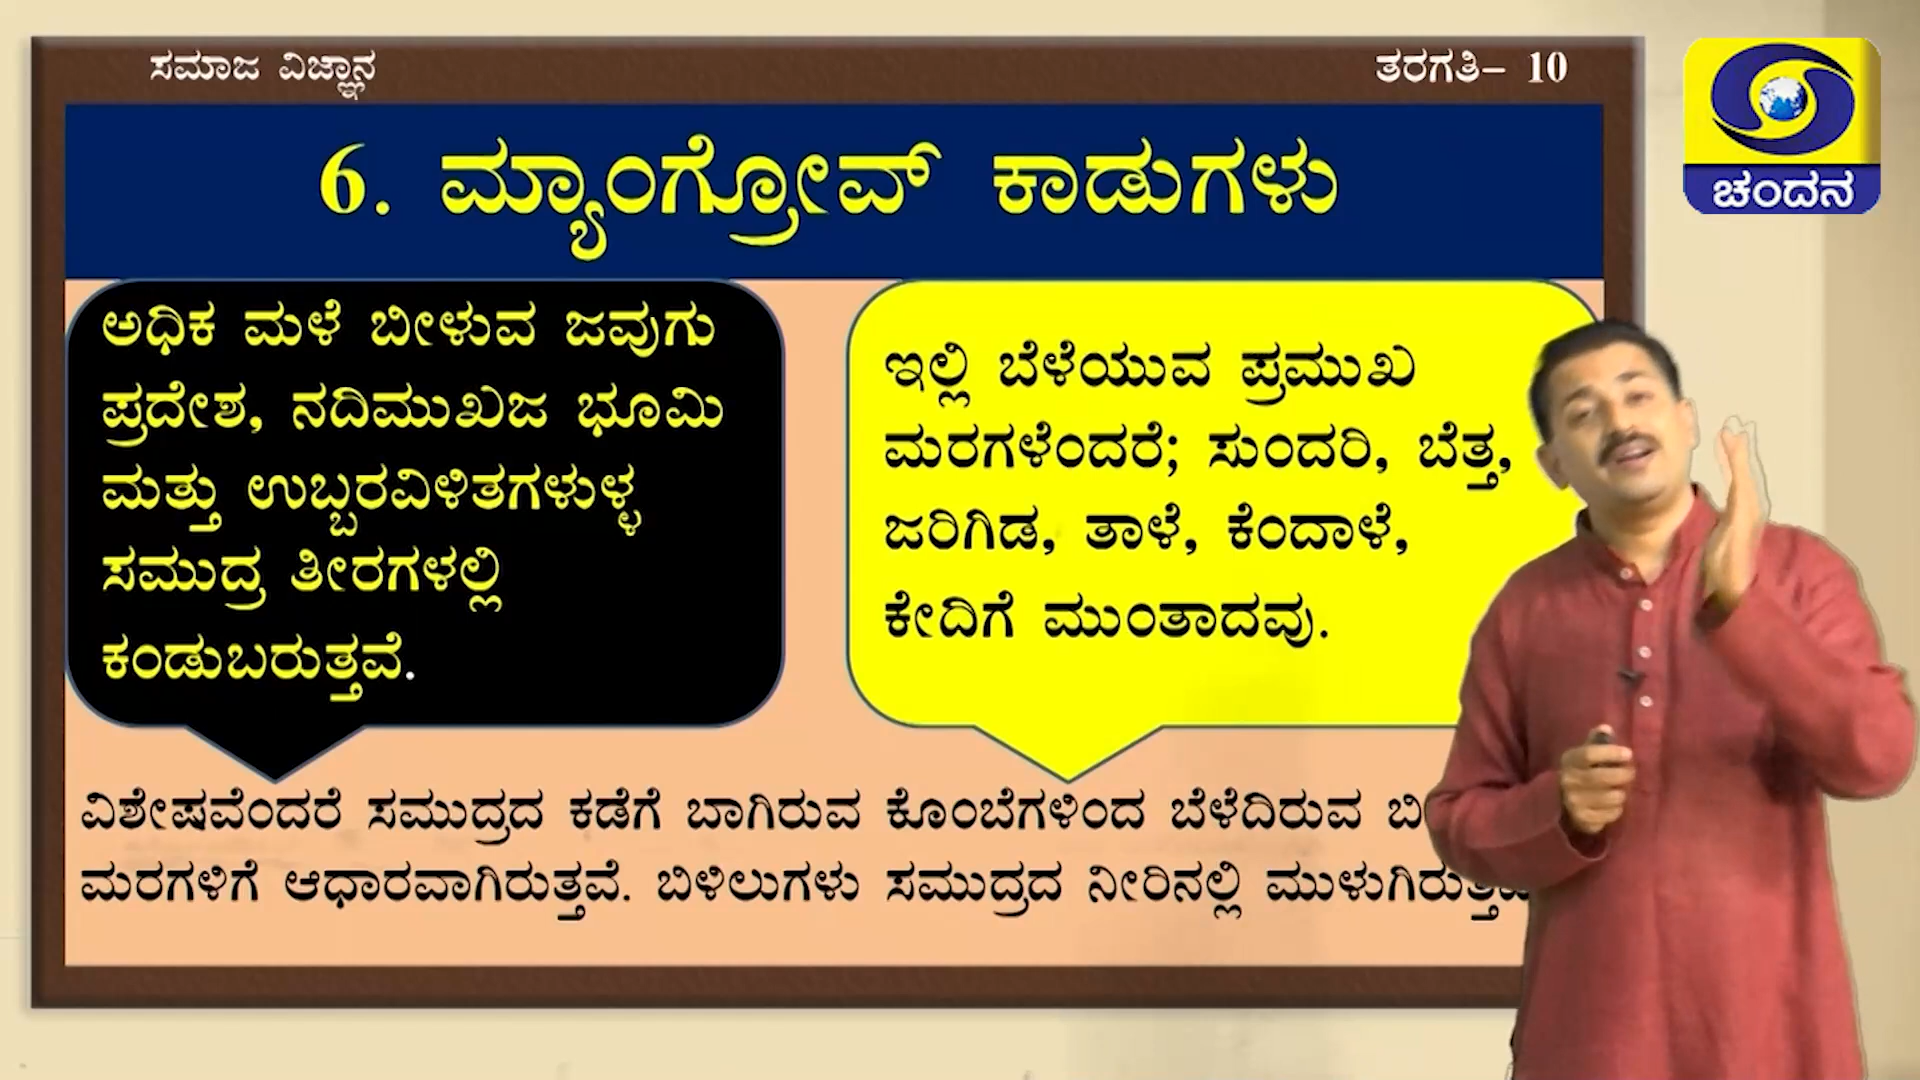 ಸಮಾಜ ವಿಜ್ಞಾನ
ತರಗತಿ– 10
ಚಂದನ
6. ಮ್ಯಾಂಗ್ರೋವ್ ಕಾಡುಗಳು
ಅಧಿಕ ಮಳೆ ಬೀಳುವ ಜವುಗು
ಪ್ರದೇಶ, ನದಿಮುಖಜ ಭೂಮಿ
ಮತ್ತು ಉಬ್ಬರವಿಳಿತಗಳುಳ್ಳ
ಸಮುದ್ರ ತೀರಗಳಲ್ಲಿ
ಕಂಡುಬರುತ್ತವೆ.
ಇಲ್ಲಿ ಬೆಳೆಯುವ ಪ್ರಮುಖ
ಮರಗಳೆಂದರೆ; ಸುಂದರಿ, ಬೆತ್ತ,
ಜರಿಗಿಡ, ತಾಳೆ, ಕೆಂದಾಳೆ,
ಕೇದಿಗೆ ಮುಂತಾದವು.
ವಿಶೇಷವೆಂದರೆ ಸಮುದ್ರದ ಕಡೆಗೆ ಬಾಗಿರುವ ಕೊಂಬೆಗಳಿಂದ ಬೆಳೆದಿರುವ
ಮರಗಳಿಗೆ ಆಧಾರವಾಗಿರುತ್ತವೆ. ಬಿಳಿಲುಗಳು ಸಮುದ್ರದ ನೀರಿನಲ್ಲಿ